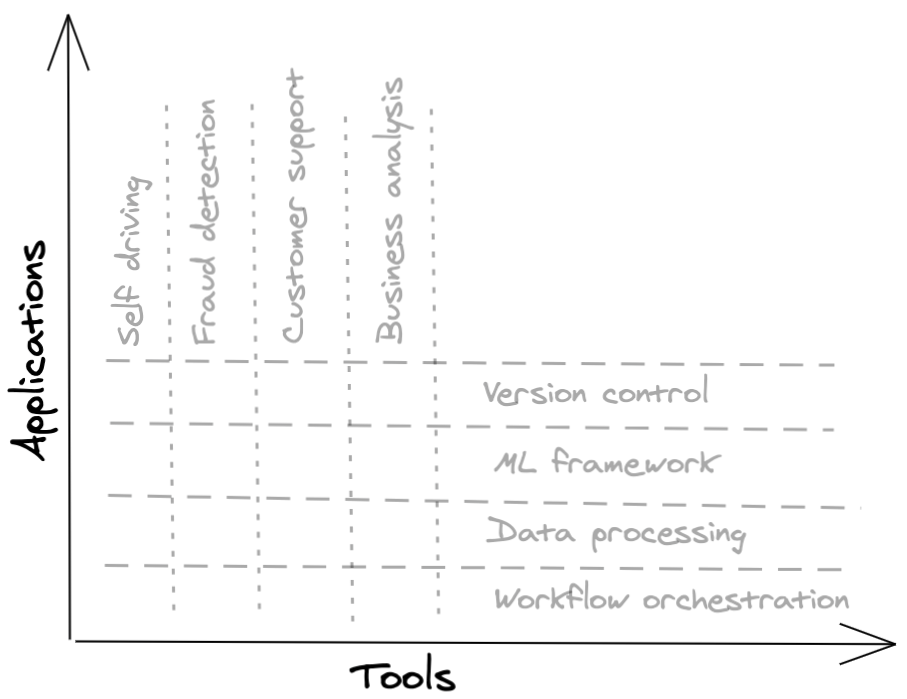 Applications
Self driving
Fraud detection
Customer support
Business analysis
Version control
ML framework
Data processing
Workflow orchestration
Tools